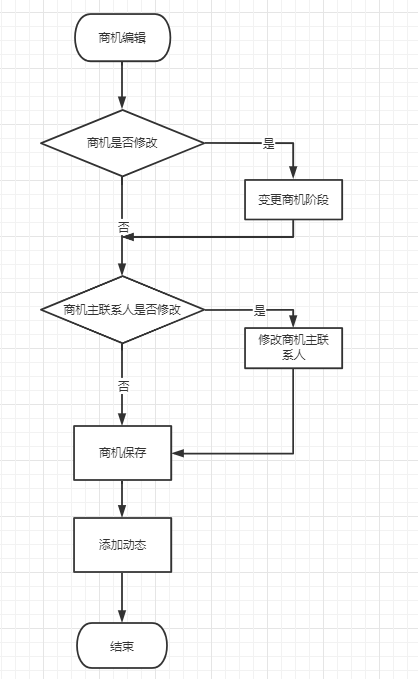 商机编辑
商机是否修改
是
变更商机阶段
否
商机主联系人是否修改
是
修改商机主联
系人
否
商机保存
添加动态
结束